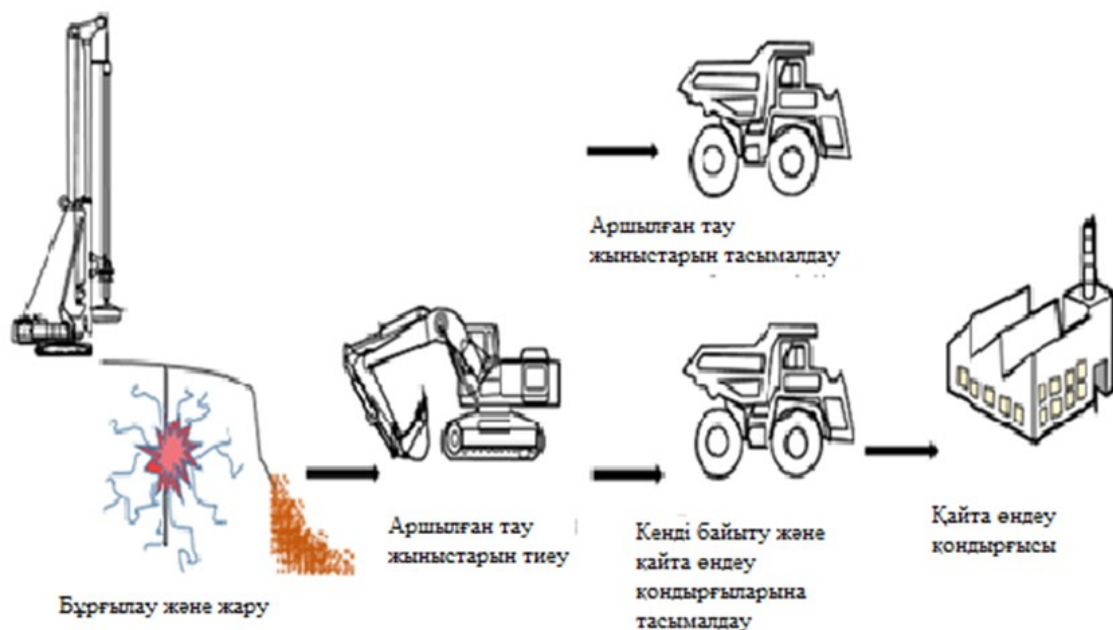 Аршылған тау
жыныстарын тасымалдау
Аршылған тау
жыныстарын тиеу
Кенді байыту және
қайта өңдеу
қондырғыларына
тасымалдау
Қайта өңдеу
қондырғысы
Бұрғылау және жару